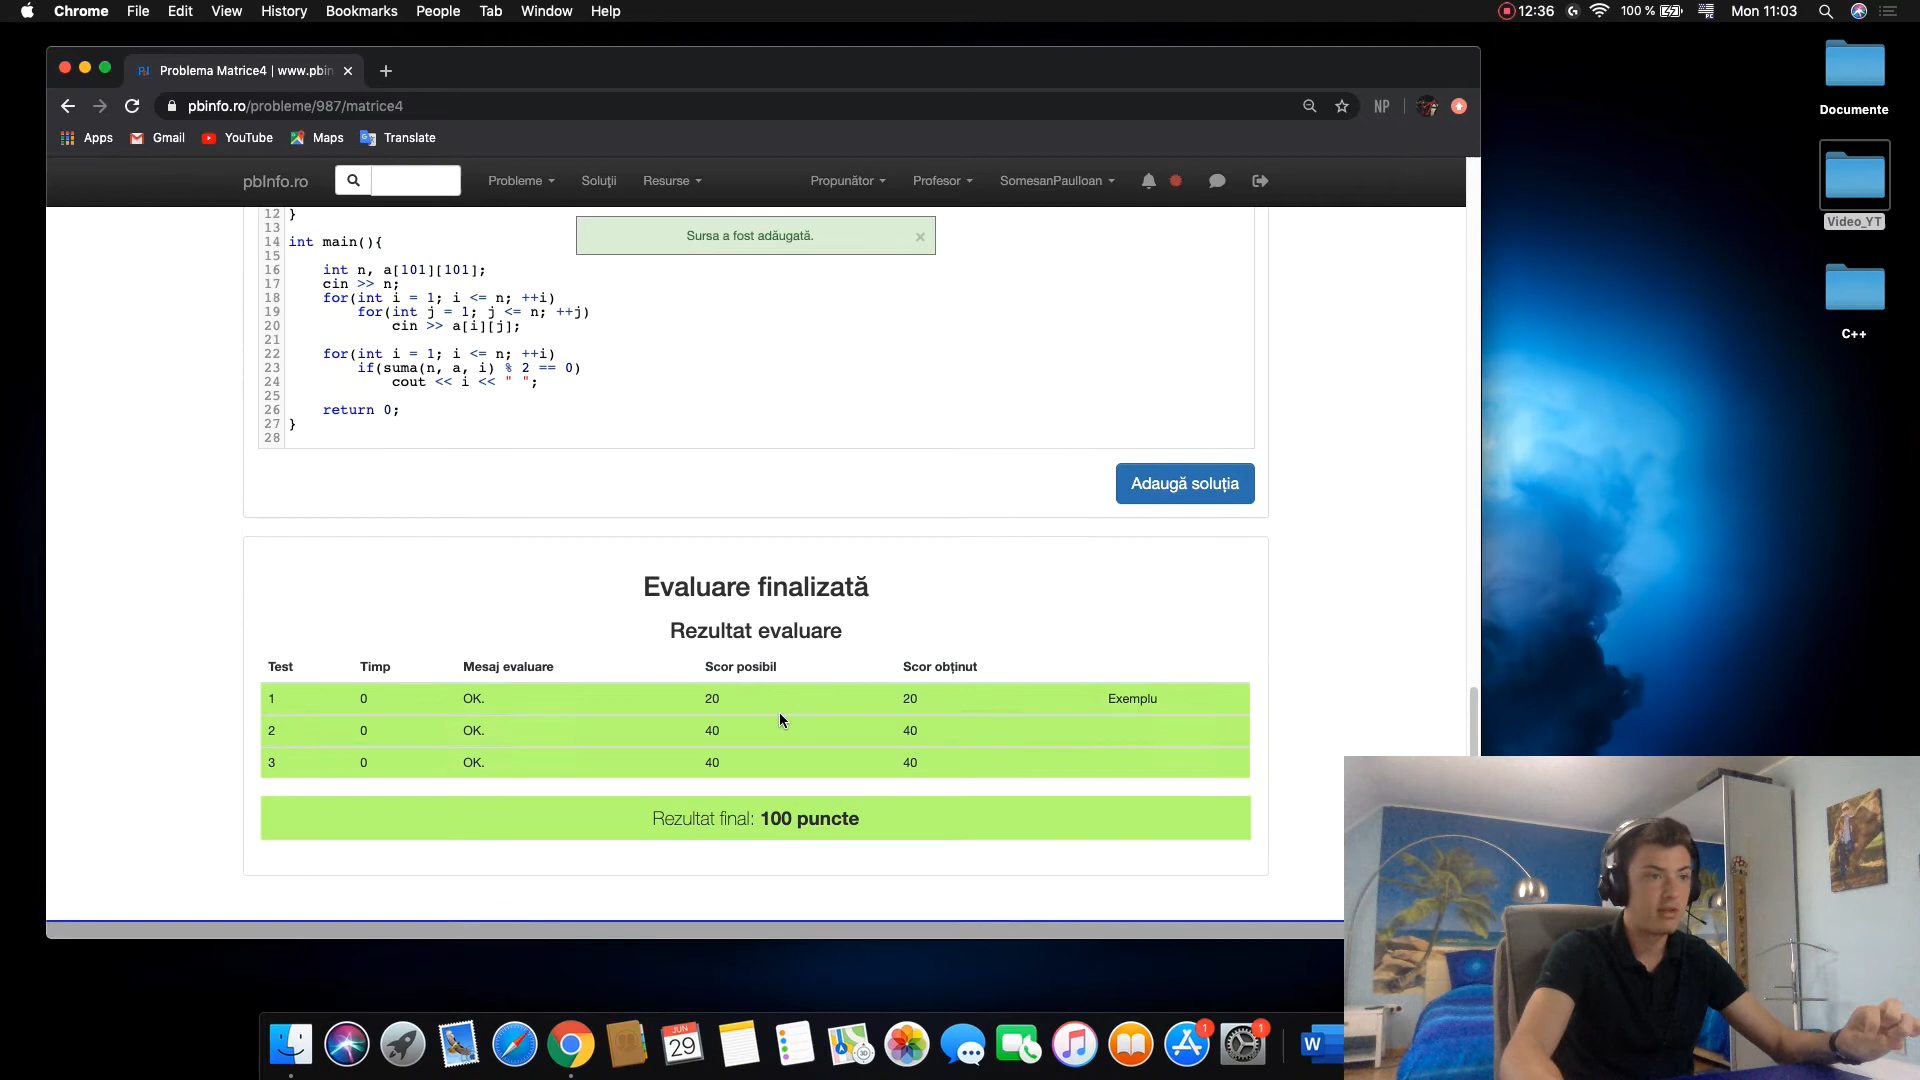 Chrome File Edit View History Bookmarks People Tab Window Help
12:36 100 % Mon 11:03
Problema Matrice4 | www.pbin
pbinfo.ro/probleme/987/matrice4
NP
Apps Gmail YouTube Maps Translate
pbInfo.ro Probleme Soluții Resurse Propunător Profesor SomesanPaulIoan
Sursa a fost adăugată. ×
12 }
13
14 int main(){
15
16 int n, a[101][101];
17 cin >> n;
18 for(int i = 1; i <= n; ++i)
19 for(int j = 1; j <= n; ++j)
20 cin >> a[i][j];
21
22 for(int i = 1; i <= n; ++i)
23 if(suma(n, a, i) % 2 == 0)
24 cout << i << " ";
25
26 return 0;
27 }
28
Adaugă soluția
Evaluare finalizată
Rezultat evaluare
Test Timp Mesaj evaluare Scor posibil Scor obținut
1 0 OK. 20 20 Exemplu
2 0 OK. 40 40
3 0 OK. 40 40
Rezultat final: 100 puncte
Documente
Video_YT
C++
JUN
29
3D
1
1
W